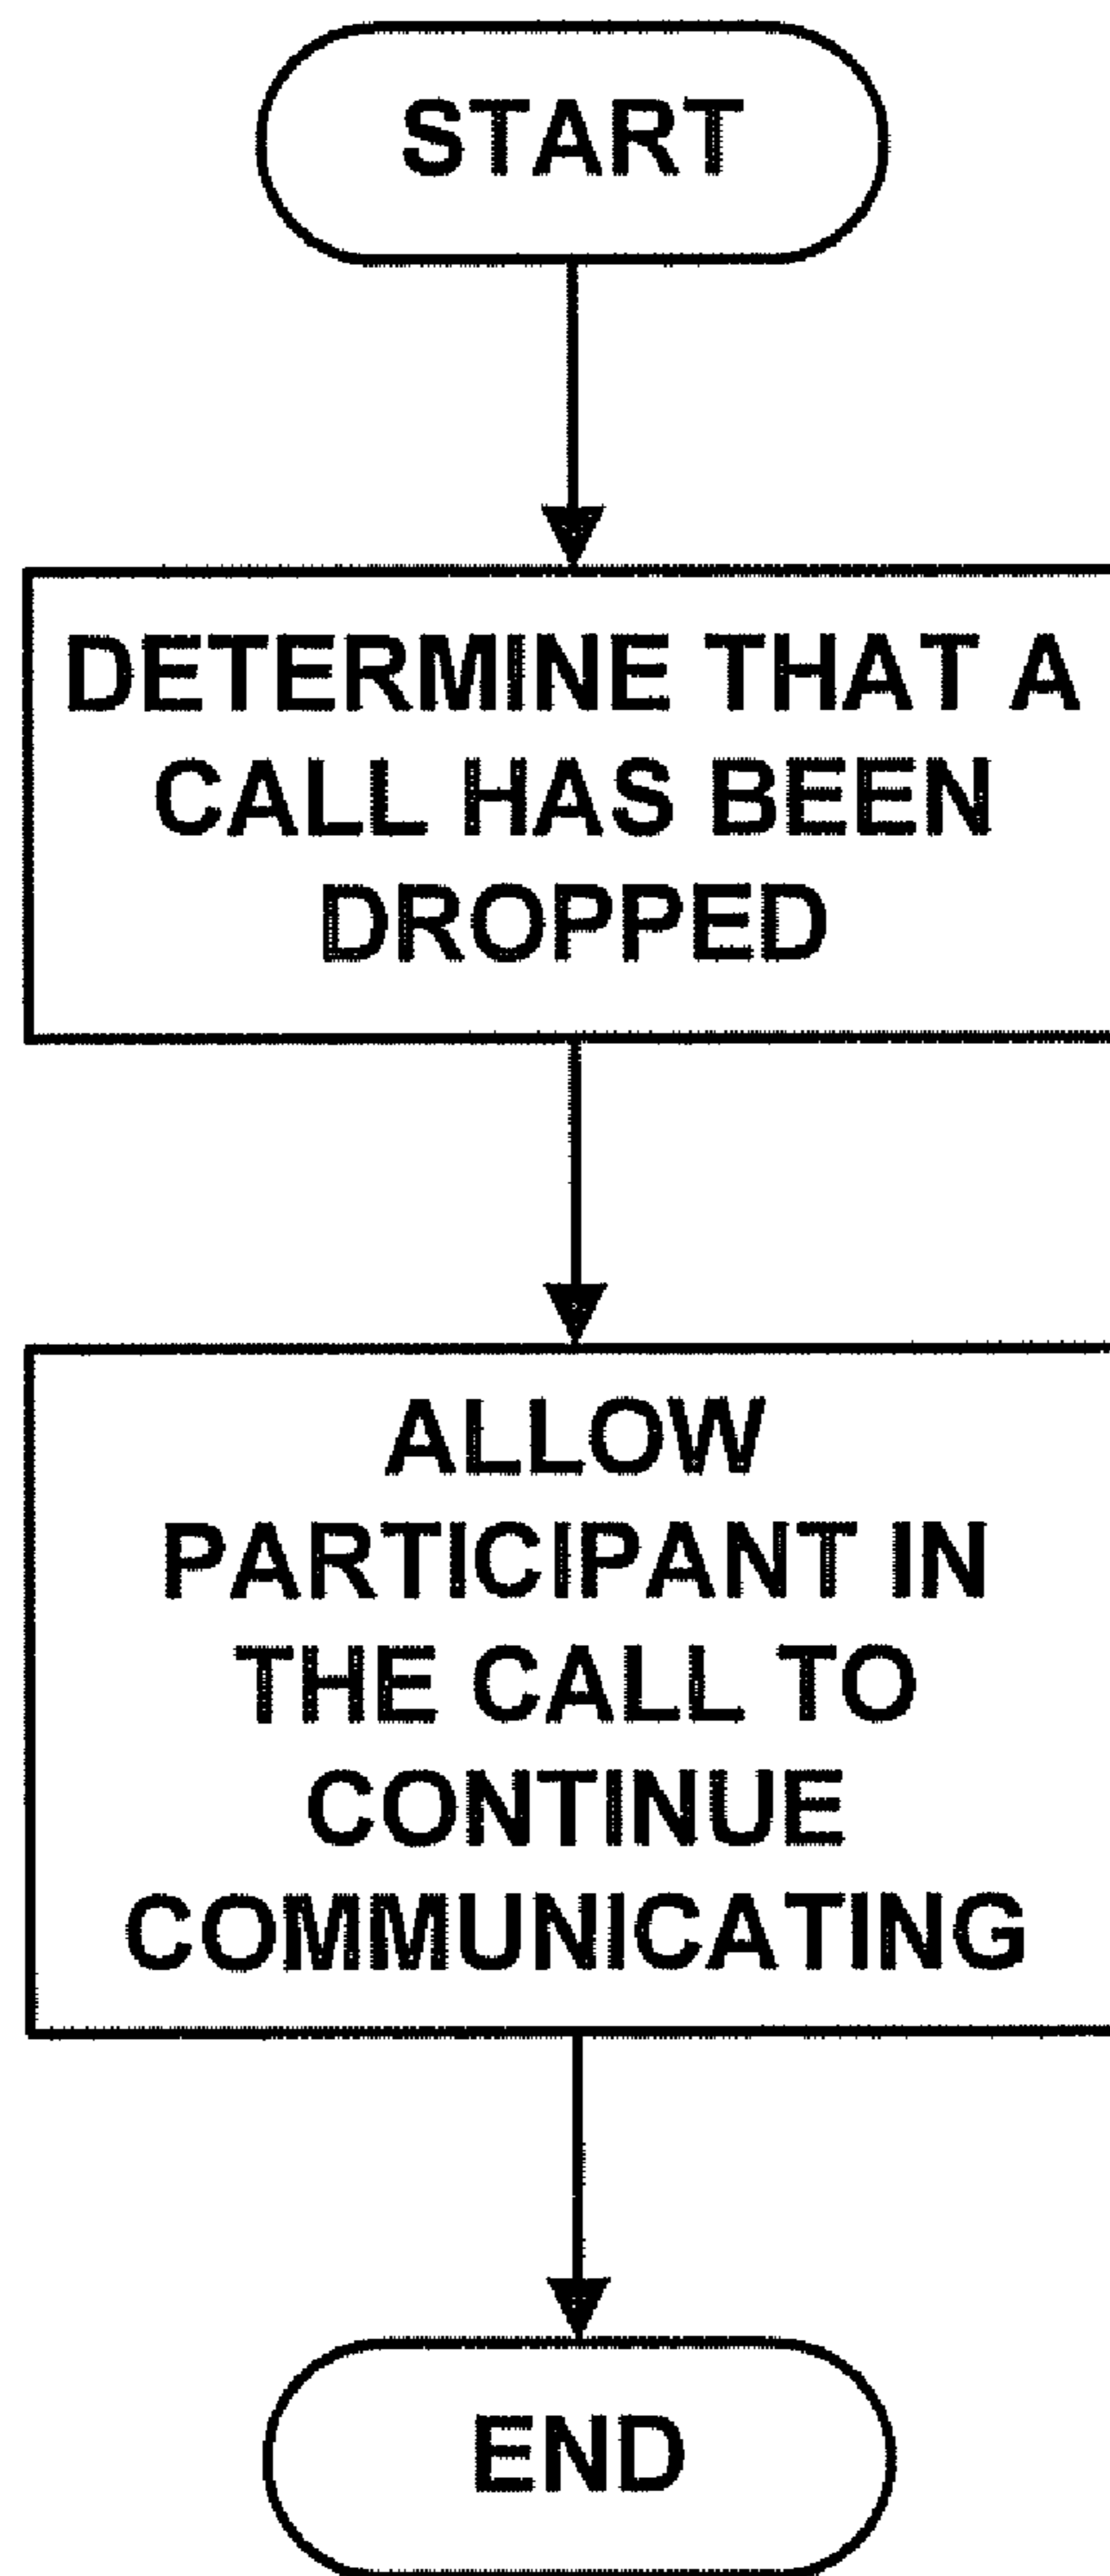 START
DETERMINE THAT A
CALL HAS BEEN
DROPPED
ALLOW
PARTICIPANT IN
THE CALL TO
CONTINUE
COMMUNICATING
END